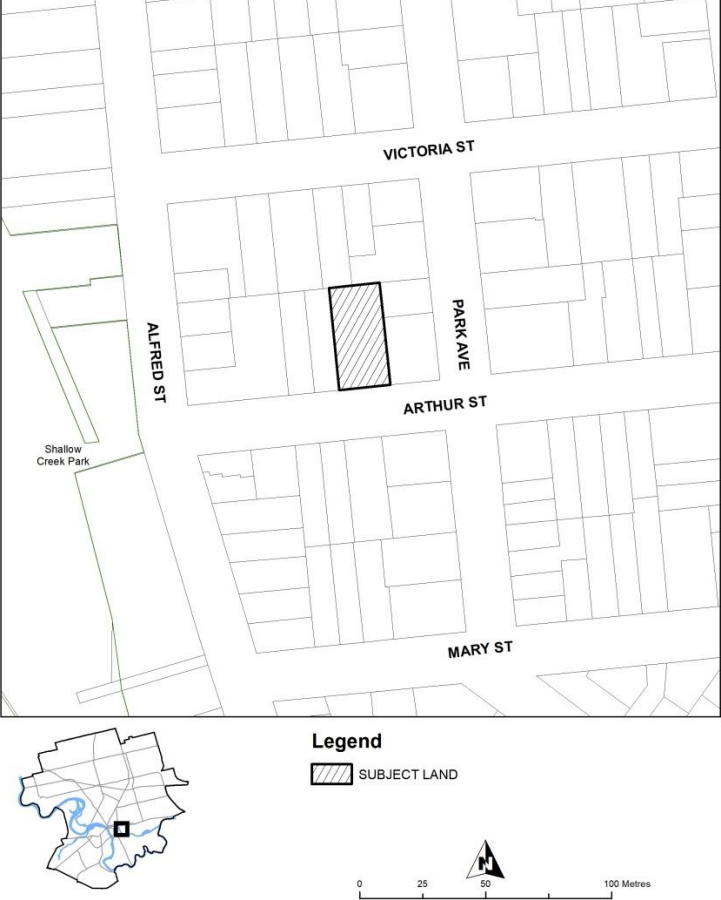 VICTORIA ST
ALFRED ST
PARK AVE
ARTHUR ST
Shallow
Creek Park
MARY ST
Legend
SUBJECT LAND
N
0 25 50 100 Metres